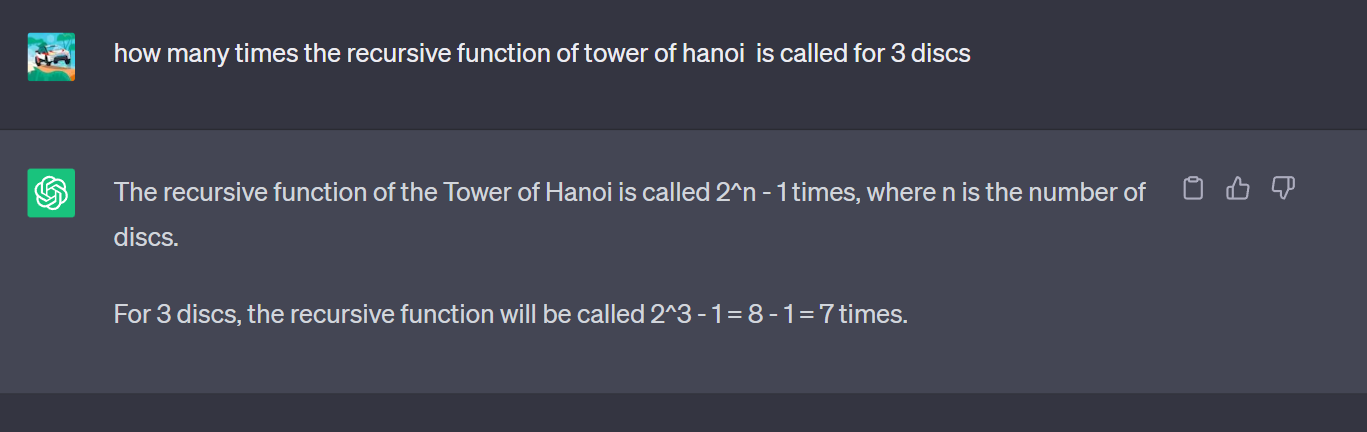 how many times the recursive function of tower of hanoi  is called for 3 discs
The recursive function of the Tower of Hanoi is called 2^n - 1 times, where n is the number of
discs.
For 3 discs, the recursive function will be called 2^3 - 1 = 8 - 1 = 7 times.